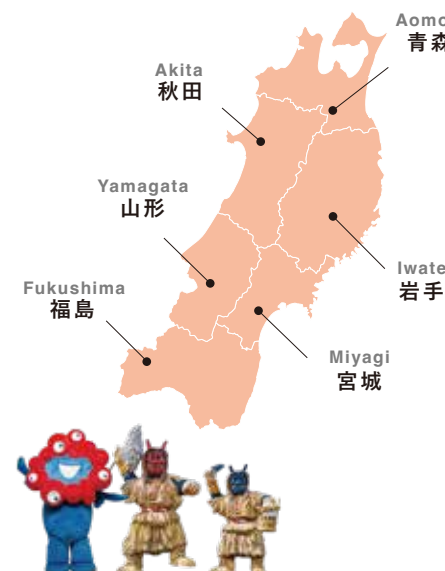 Aomo
青森
Akita
秋田
Yamagata
山形
Fukushima
福島
Iwate
岩手
Miyagi
宮城